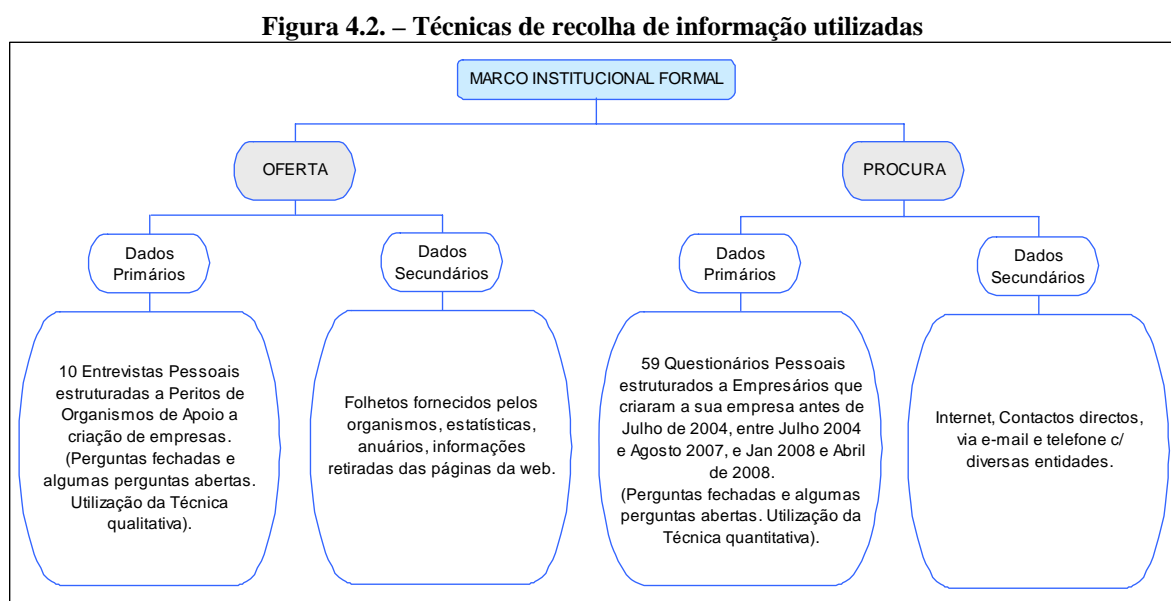 Figura 4.2. – Técnicas de recolha de informação utilizadas
MARCO INSTITUCIONAL FORMAL
OFERTA
PROCURA
Dados
Primários
Dados
Secundários
Dados
Primários
Dados
Secundários
10 Entrevistas Pessoais
estruturadas a Peritos de
Organismos de Apoio a
criação de empresas.
(Perguntas fechadas e
algumas perguntas abertas.
Utilização da Técnica
qualitativa).
Folhetos fornecidos pelos
organismos, estatísticas,
anuários, informações
retiradas das páginas da web.
59 Questionários Pessoais
estruturados a Empresários que
criaram a sua empresa antes de
Julho de 2004, entre Julho 2004
e Agosto 2007, e Jan 2008 e Abril
de 2008.
(Perguntas fechadas e algumas
perguntas abertas. Utilização da
Técnica quantitativa).
Internet, Contactos directos,
via e-mail e telefone c/
diversas entidades.